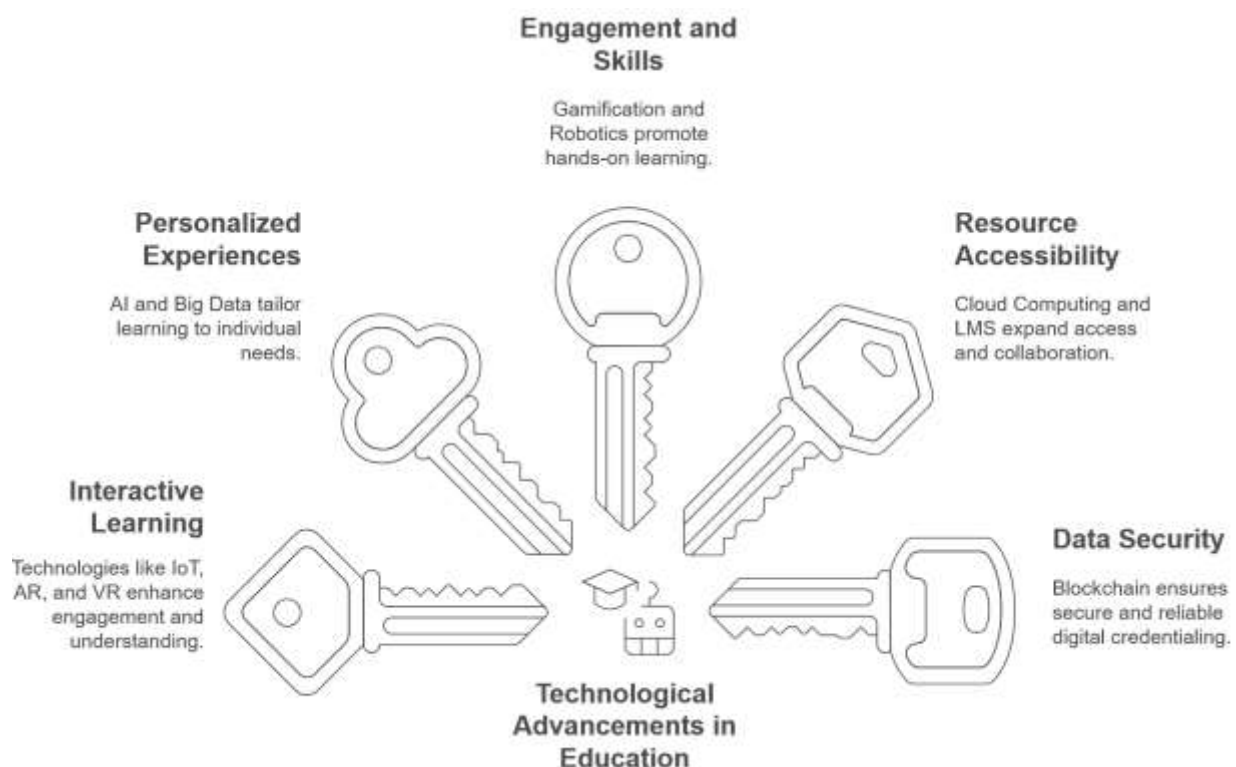 Engagement and
Skills
Gamification and
Robotics promote
hands-on learning.
Personalized
Experiences
AI and Big Data tailor
learning to individual
needs.
Resource
Accessibility
Cloud Computing and
LMS expand access
and collaboration.
Interactive
Learning
Technologies like IoT,
AR, and VR enhance
engagement and
understanding.
Data Security
Blockchain ensures
secure and reliable
digital credentialing.
Technological
Advancements in
Education